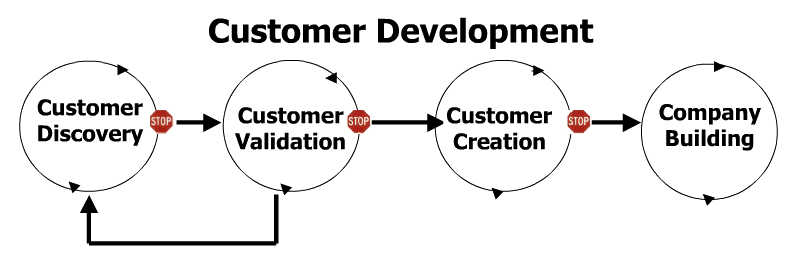 Customer Development
Customer
Discovery
STOP
Customer
Validation
STOP
Customer
Creation
STOP
Company
Building